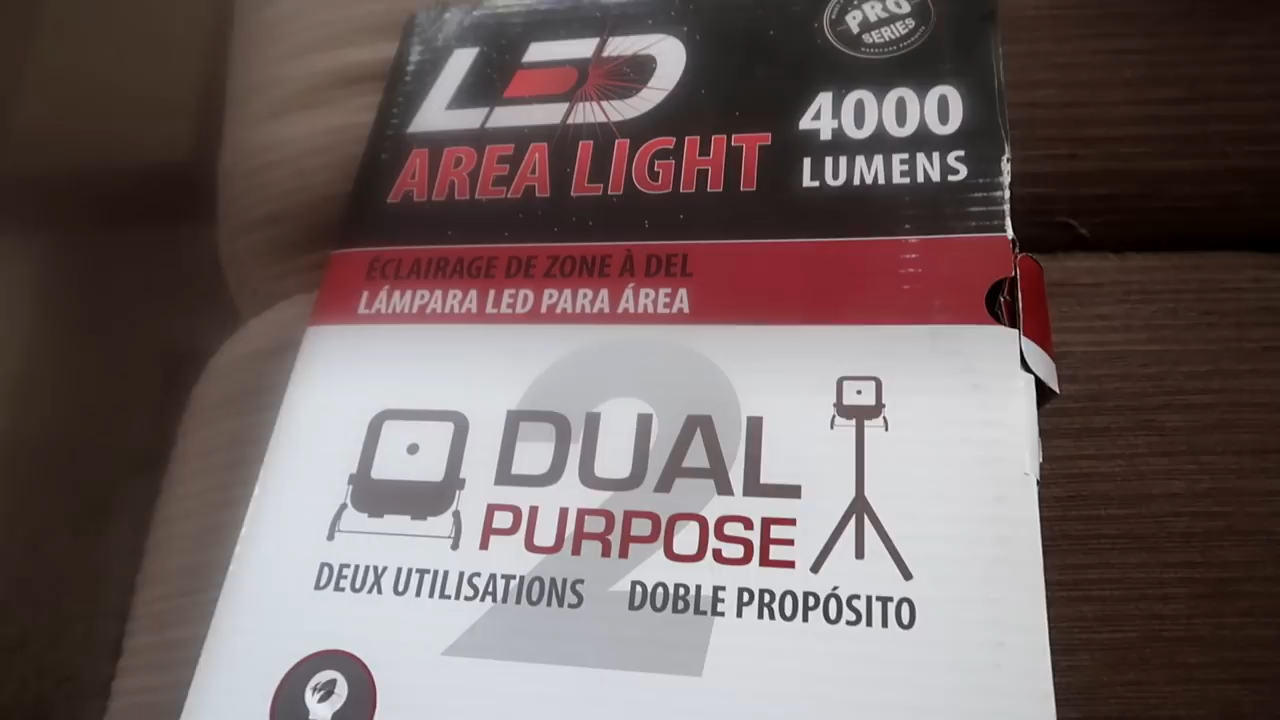 PRO
SERIES
LED
AREA LIGHT
4000
LUMENS
ÉCLAIRAGE DE ZONE À DEL
LÁMPARA LED PARA ÁREA
2
DUAL
PURPOSE
DEUX UTILISATIONS DOBLE PROPÓSITO